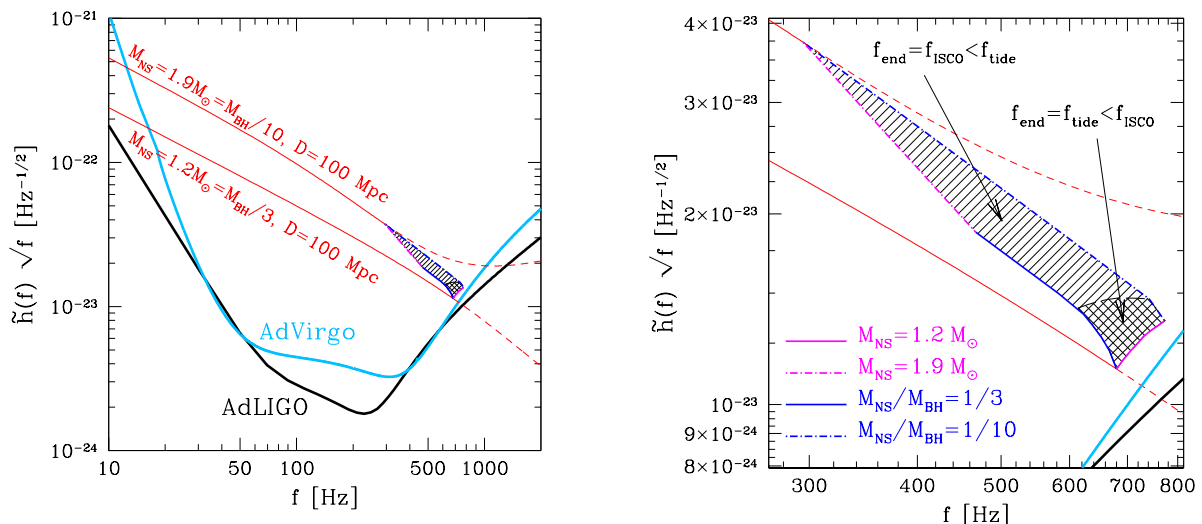 10⁻²¹
10⁻²²
10⁻²³
10⁻²⁴
h̃(f) √f [Hz⁻¹/²]
M_NS=1.9M_⊙=M_BH/10, D=100 Mpc
M_NS=1.2M_⊙=M_BH/3, D=100 Mpc
AdVirgo
AdLIGO
10 50 100 500 1000
f [Hz]
4×10⁻²³
3×10⁻²³
2×10⁻²³
10⁻²³
9×10⁻²⁴
8×10⁻²⁴
h̃(f) √f [Hz⁻¹/²]
f_end=f_ISCO<f_tide
f_end=f_tide<f_ISCO
M_NS=1.2 M_⊙
M_NS=1.9 M_⊙
M_NS/M_BH=1/3
M_NS/M_BH=1/10
300 400 500 600 700 800
f [Hz]